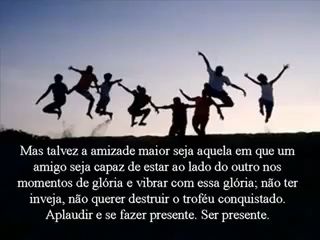 Mas talvez a amizade maior seja aquela em que um
amigo seja capaz de estar ao lado do outro nos
momentos de glória e vibrar com essa glória; não ter
inveja, não querer destruir o troféu conquistado.
Aplaudir e se fazer presente. Ser presente.